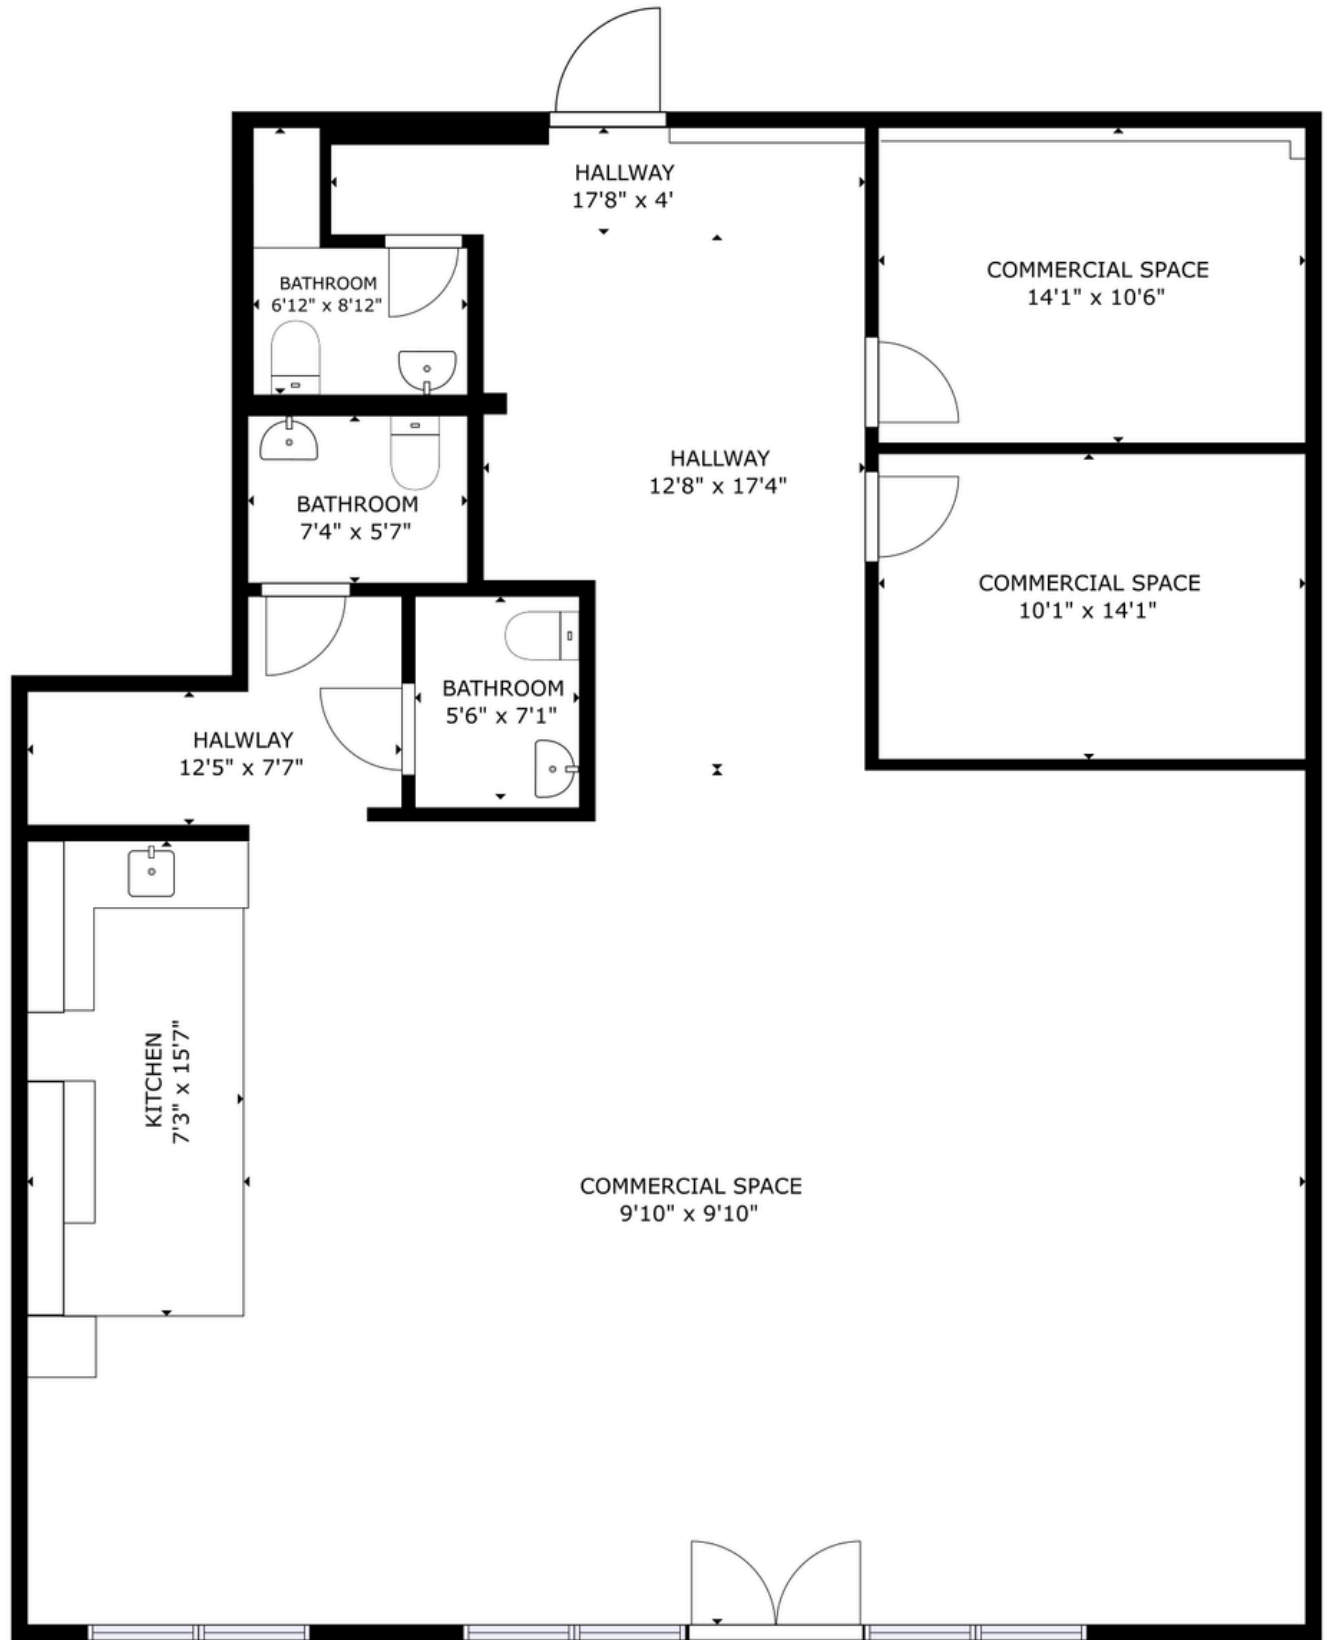 HALLWAY
17'8" x 4'
COMMERCIAL SPACE
14'1" x 10'6"
BATHROOM
6'12" x 8'12"
HALLWAY
12'8" x 17'4"
BATHROOM
7'4" x 5'7"
COMMERCIAL SPACE
10'1" x 14'1"
BATHROOM
5'6" x 7'1"
HALWLAY
12'5" x 7'7"
KITCHEN
7'3" x 15'7"
COMMERCIAL SPACE
9'10" x 9'10"